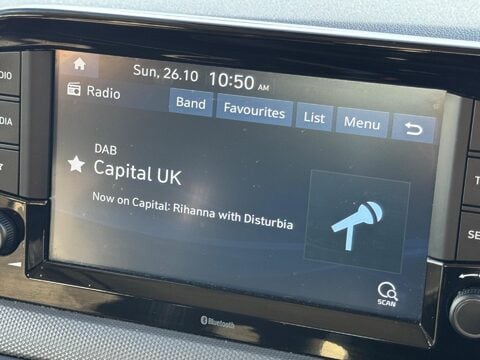 Sun, 26.10 10:50 AM
Radio
Band Favourites List Menu
DAB
Capital UK
Now on Capital: Rihanna with Disturbia
SCAN
Bluetooth